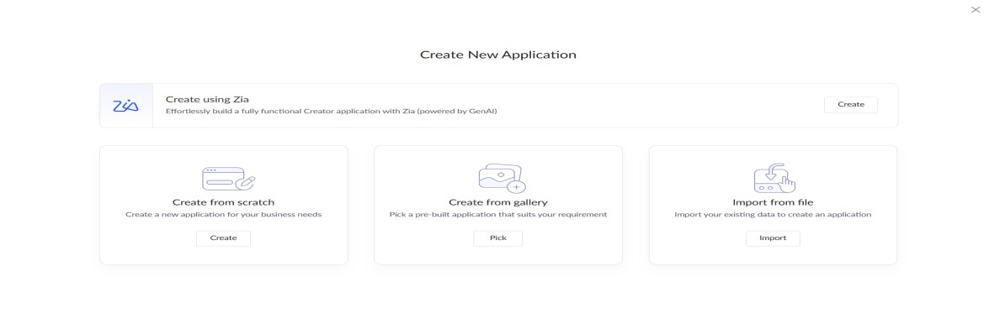 Create New Application
Zia
Create using Zia
Effortlessly build a fully functional Creator application with Zia (powered by GenAI)
Create
Create from scratch
Create a new application for your business needs
Create
Create from gallery
Pick a pre-built application that suits your requirement
Pick
Import from file
Import your existing data to create an application
Import